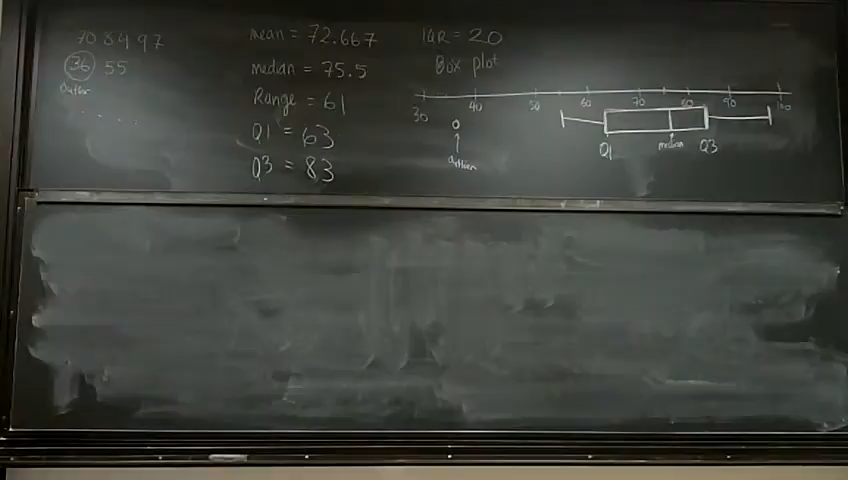 70 84 97
36 55
Outlier
mean = 72.667
median = 75.5
Range = 61
Q1 = 63
Q3 = 83
IQR = 20
Box plot
30 40 50 60 70 80 90 100
Q1 median Q3
outlier